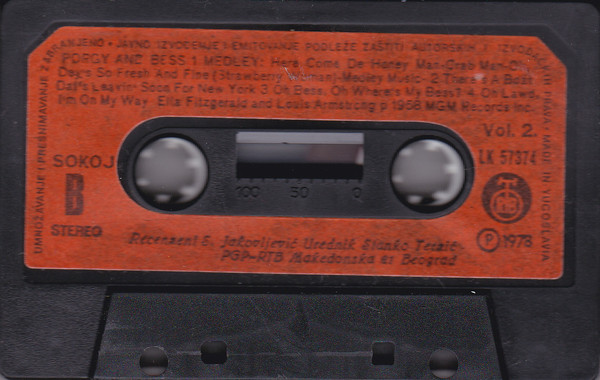 UMNOŽAVANJE I PRESNIMAVANJE ZABRANJENO • JAVNO IZVOĐENJE I EMITOVANJE PODLEŽE ZAŠTITI AUTORSKIH I IZVOĐAČKIH PRAVA MADE IN YUGOSLAVIA
PORGY AND BESS 1 MEDLEY: Here Come De Honey Man-Crab Man-Oh,
Dey's So Fresh And Fine (Strawberry Woman)-Medley Music- 2 There's A Boat
Dat's Leavin' Soon For New York 3 Oh Bess, Oh Where's My Bess? 4 Oh Lawd,
I'm On My Way. Ella Fitzgerald and Louis Armstrong p 1958 MGM Records Inc.
Vol. 2.
SOKOJ
LK 57374
B
100 50 0
STEREO
P 1978
Recenzent S. Jakovljević Urednik Stanko Terzić
PGP-RTB Makedonska 21 Beograd